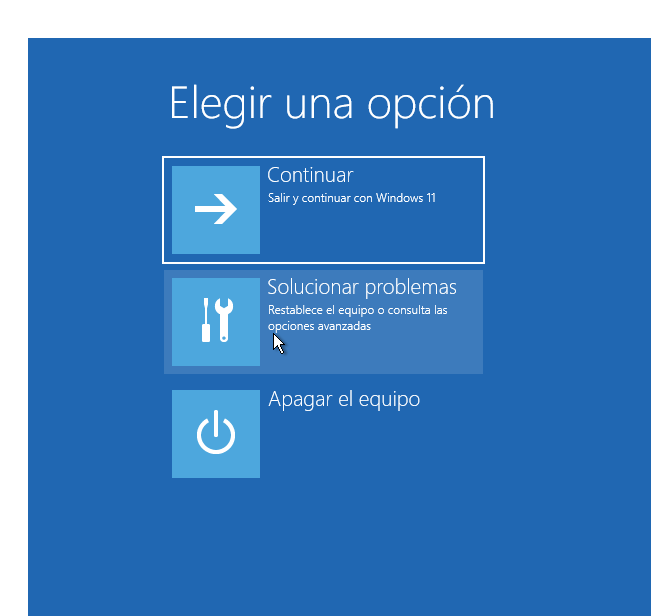 Elegir una opción
Continuar
Salir y continuar con Windows 11
Solucionar problemas
Restablece el equipo o consulta las
opciones avanzadas
Apagar el equipo